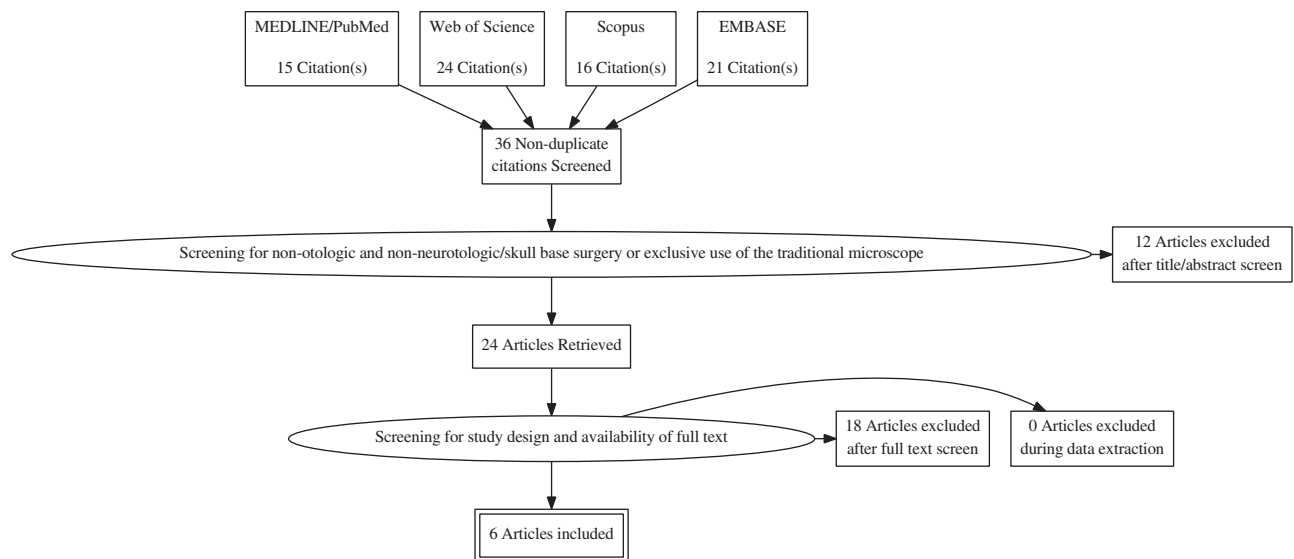 MEDLINE/PubMed
15 Citation(s)
Web of Science
24 Citation(s)
Scopus
16 Citation(s)
EMBASE
21 Citation(s)
36 Non-duplicate
citations Screened
Screening for non-otologic and non-neurotologic/skull base surgery or exclusive use of the traditional microscope
12 Articles excluded
after title/abstract screen
24 Articles Retrieved
Screening for study design and availability of full text
18 Articles excluded
after full text screen
0 Articles excluded
during data extraction
6 Articles included